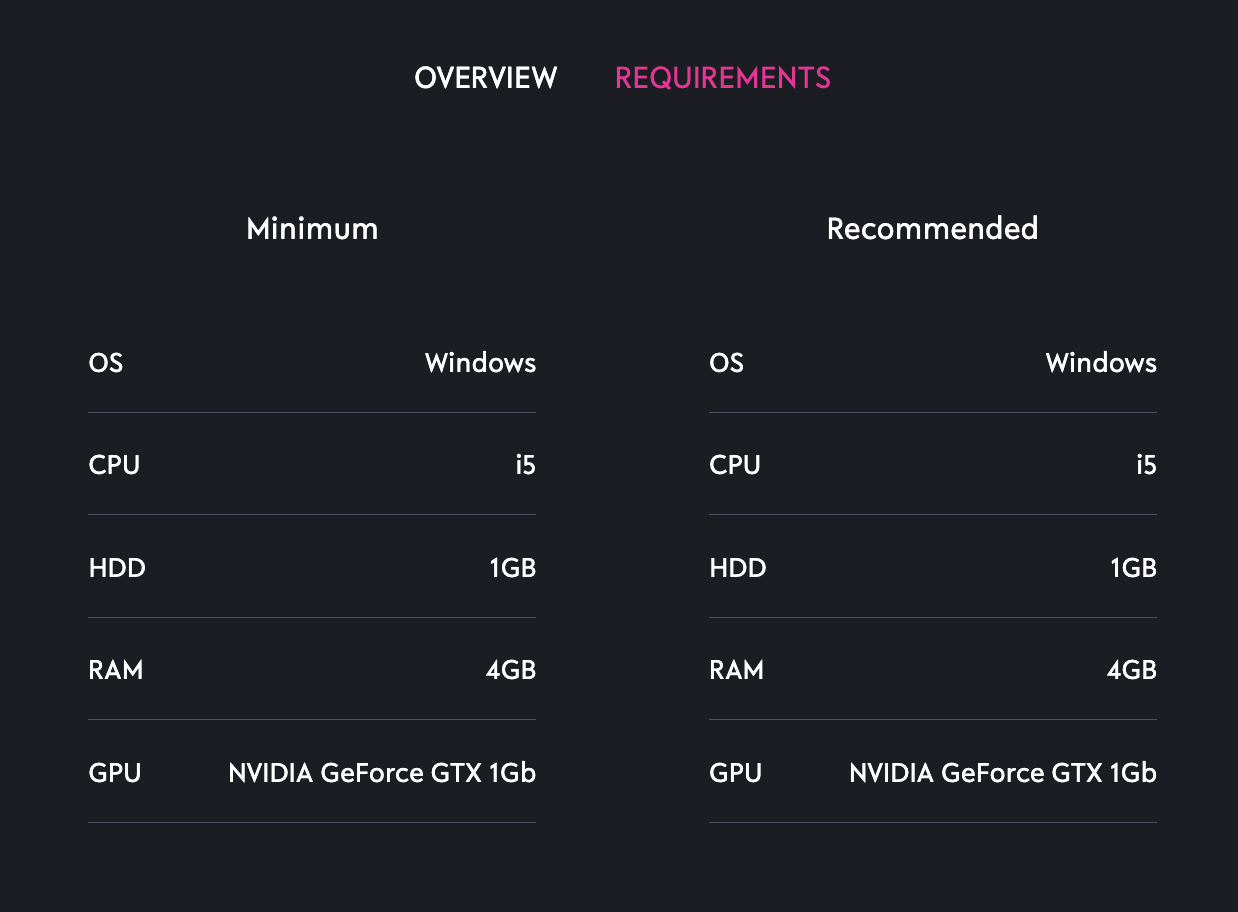 OVERVIEW REQUIREMENTS
Minimum
OS Windows
CPU i5
HDD 1GB
RAM 4GB
GPU NVIDIA GeForce GTX 1Gb
Recommended
OS Windows
CPU i5
HDD 1GB
RAM 4GB
GPU NVIDIA GeForce GTX 1Gb